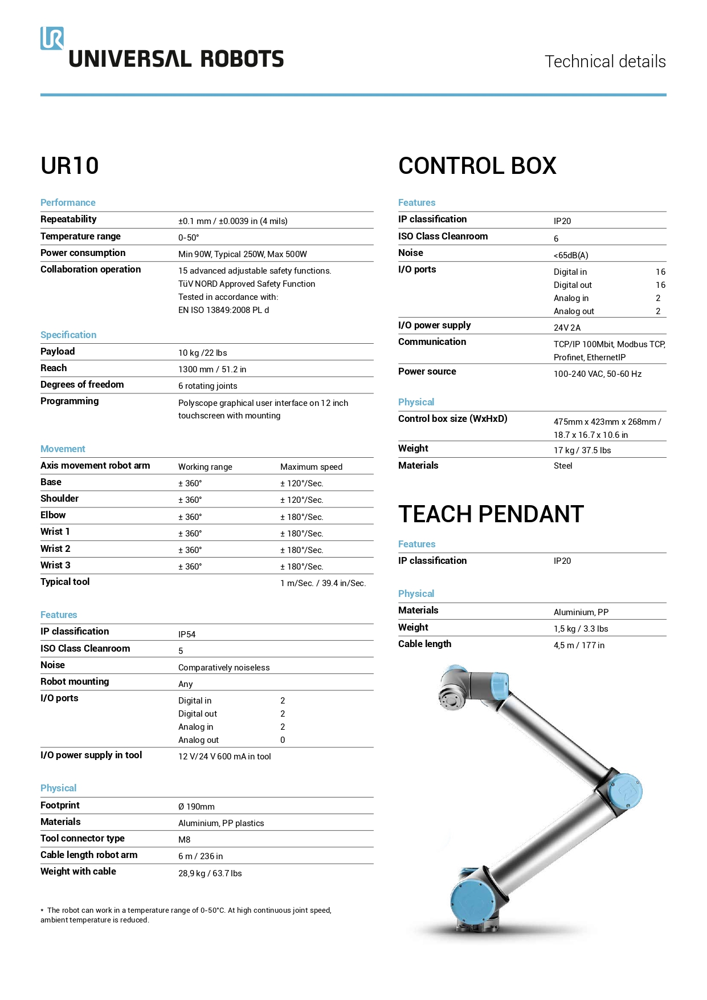 UR
UNIVERSAL ROBOTS
Technical details
UR10
Performance
Repeatability ±0.1 mm / ±0.0039 in (4 mils)
Temperature range 0-50°
Power consumption Min 90W, Typical 250W, Max 500W
Collaboration operation 15 advanced adjustable safety functions.
TüV NORD Approved Safety Function
Tested in accordance with:
EN ISO 13849:2008 PL d
Specification
Payload 10 kg /22 lbs
Reach 1300 mm / 51.2 in
Degrees of freedom 6 rotating joints
Programming Polyscope graphical user interface on 12 inch
touchscreen with mounting
Movement
Axis movement robot arm Working range Maximum speed
Base ± 360° ± 120°/Sec.
Shoulder ± 360° ± 120°/Sec.
Elbow ± 360° ± 180°/Sec.
Wrist 1 ± 360° ± 180°/Sec.
Wrist 2 ± 360° ± 180°/Sec.
Wrist 3 ± 360° ± 180°/Sec.
Typical tool 1 m/Sec. / 39.4 in/Sec.
Features
IP classification IP54
ISO Class Cleanroom 5
Noise Comparatively noiseless
Robot mounting Any
I/O ports Digital in 2
Digital out 2
Analog in 2
Analog out 0
I/O power supply in tool 12 V/24 V 600 mA in tool
Physical
Footprint Ø 190mm
Materials Aluminium, PP plastics
Tool connector type M8
Cable length robot arm 6 m / 236 in
Weight with cable 28,9 kg / 63.7 lbs
* The robot can work in a temperature range of 0-50°C. At high continuous joint speed,
ambient temperature is reduced.
CONTROL BOX
Features
IP classification IP20
ISO Class Cleanroom 6
Noise <65dB(A)
I/O ports Digital in 16
Digital out 16
Analog in 2
Analog out 2
I/O power supply 24V 2A
Communication TCP/IP 100Mbit, Modbus TCP,
Profinet, EthernetIP
Power source 100-240 VAC, 50-60 Hz
Physical
Control box size (WxHxD) 475mm x 423mm x 268mm /
18.7 x 16.7 x 10.6 in
Weight 17 kg / 37.5 lbs
Materials Steel
TEACH PENDANT
Features
IP classification IP20
Physical
Materials Aluminium, PP
Weight 1,5 kg / 3.3 lbs
Cable length 4,5 m / 177 in